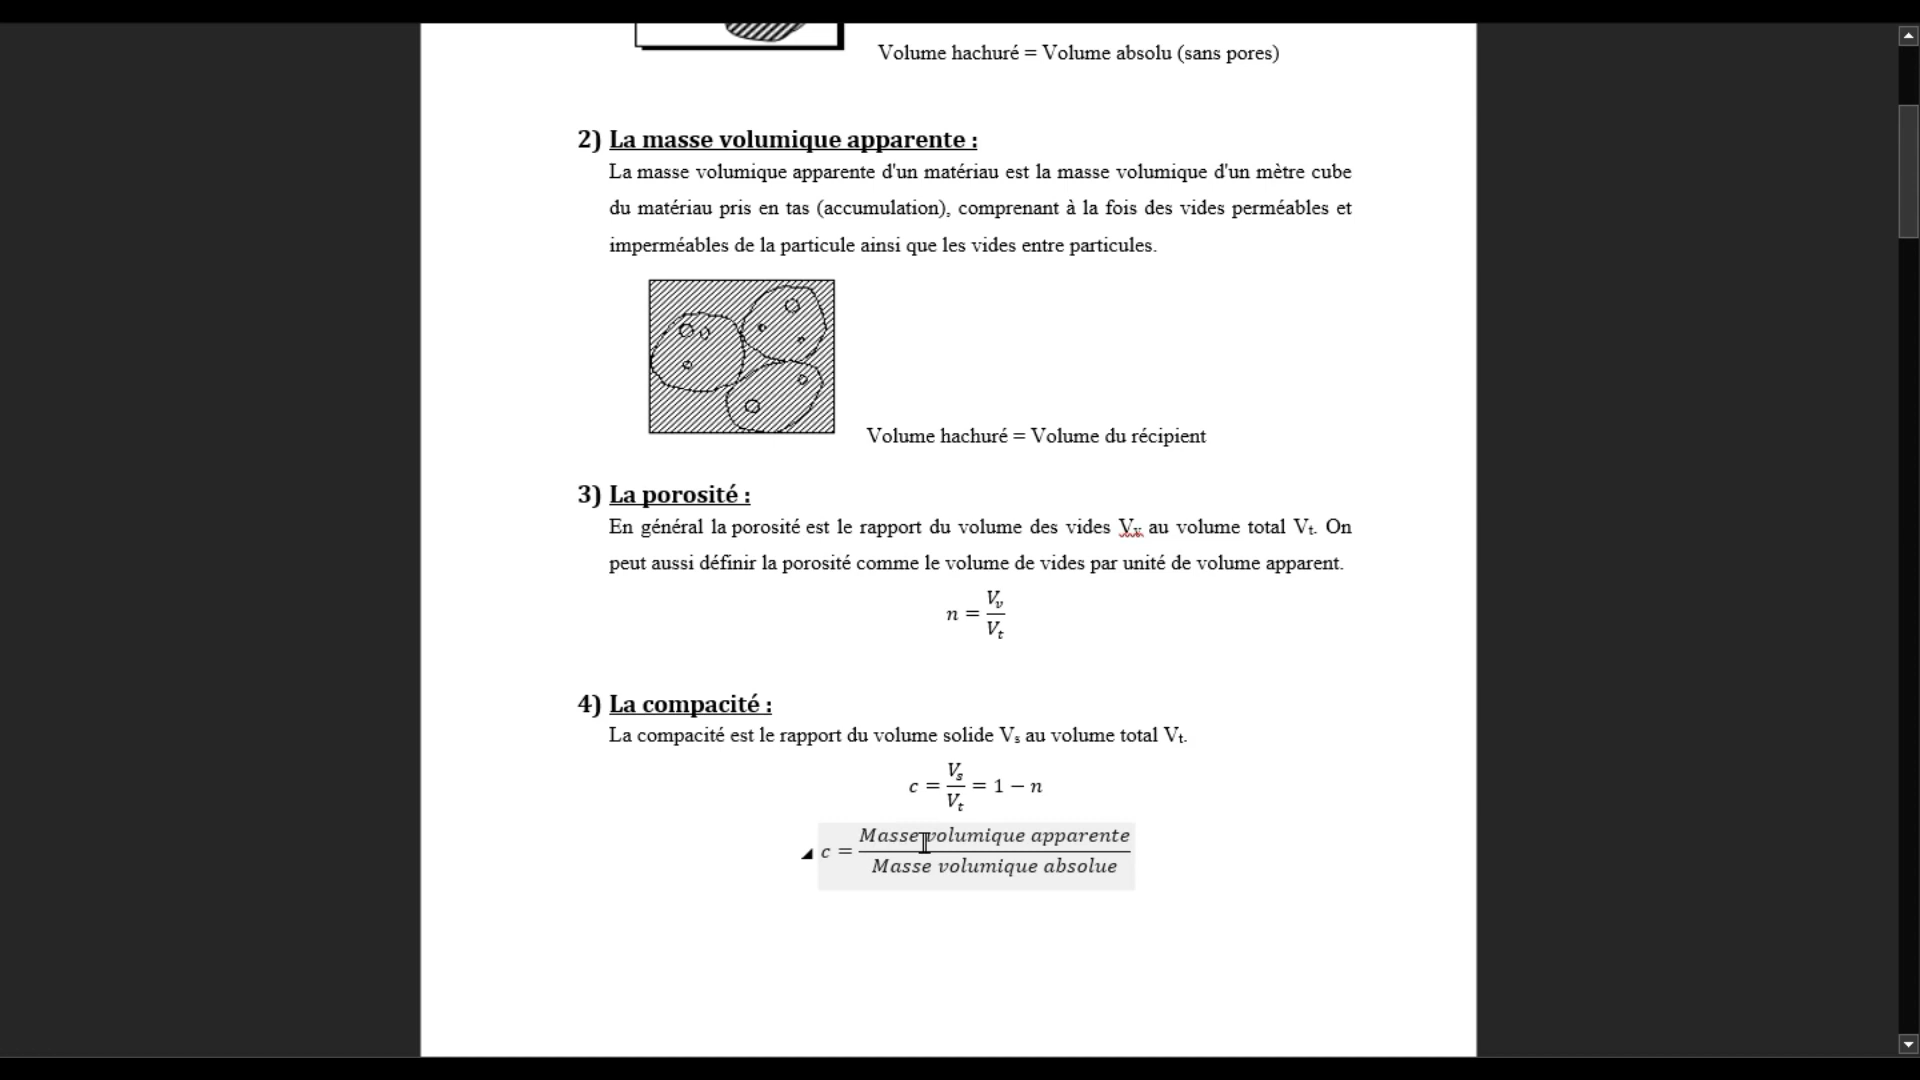 Volume hachuré = Volume absolu (sans pores)
2) La masse volumique apparente :
La masse volumique apparente d'un matériau est la masse volumique d'un mètre cube
du matériau pris en tas (accumulation), comprenant à la fois des vides perméables et
imperméables de la particule ainsi que les vides entre particules.
Volume hachuré = Volume du récipient
3) La porosité :
En général la porosité est le rapport du volume des vides Vᵥ au volume total Vₜ. On
peut aussi définir la porosité comme le volume de vides par unité de volume apparent.
n = Vᵥ / Vₜ
4) La compacité :
La compacité est le rapport du volume solide Vₛ au volume total Vₜ.
c = Vₛ / Vₜ = 1 − n
c = Masse volumique apparente / Masse volumique absolue